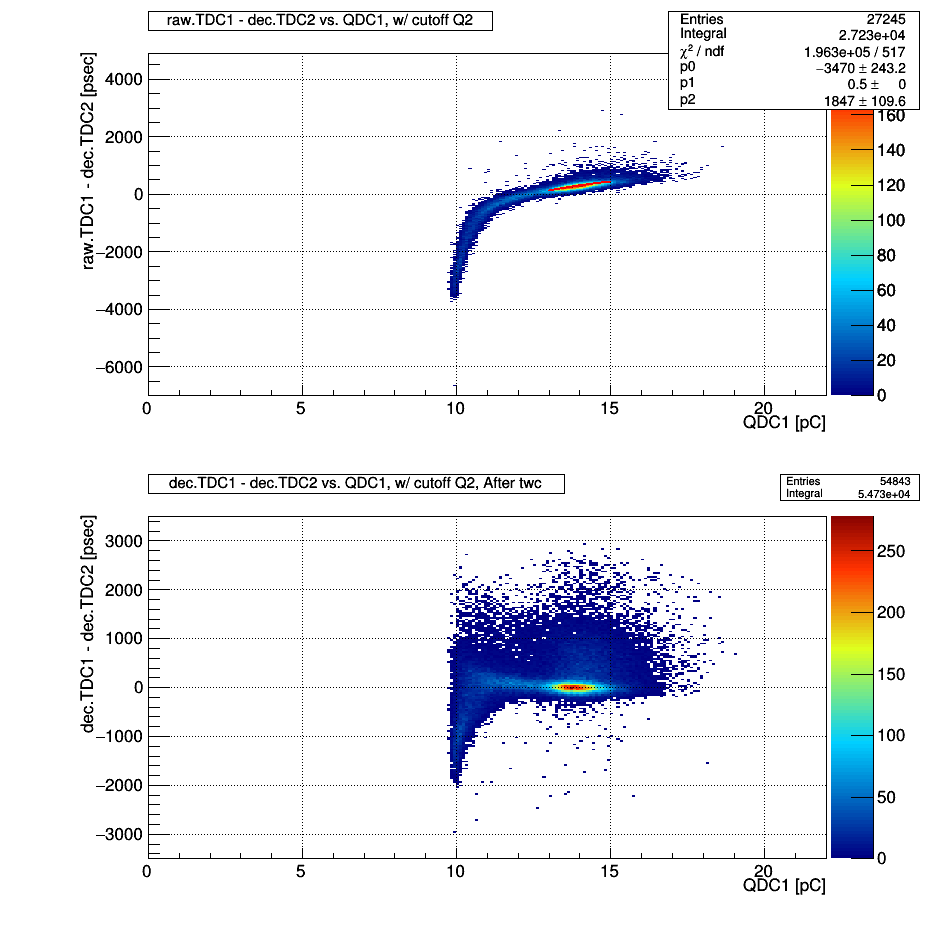 raw.TDC1 - dec.TDC2 vs. QDC1, w/ cutoff Q2
Entries 27245
Integral 2.723e+04
χ² / ndf 1.963e+05 / 517
p0 −3470 ± 243.2
p1 0.5 ± 0
p2 1847 ± 109.6
raw.TDC1 - dec.TDC2 [psec]
4000
2000
0
−2000
−4000
−6000
160
140
120
100
80
60
40
20
0
0 5 10 15 20
QDC1 [pC]
dec.TDC1 - dec.TDC2 vs. QDC1, w/ cutoff Q2, After twc
Entries 54843
Integral 5.473e+04
dec.TDC1 - dec.TDC2 [psec]
3000
2000
1000
0
−1000
−2000
−3000
250
200
150
100
50
0
0 5 10 15 20
QDC1 [pC]